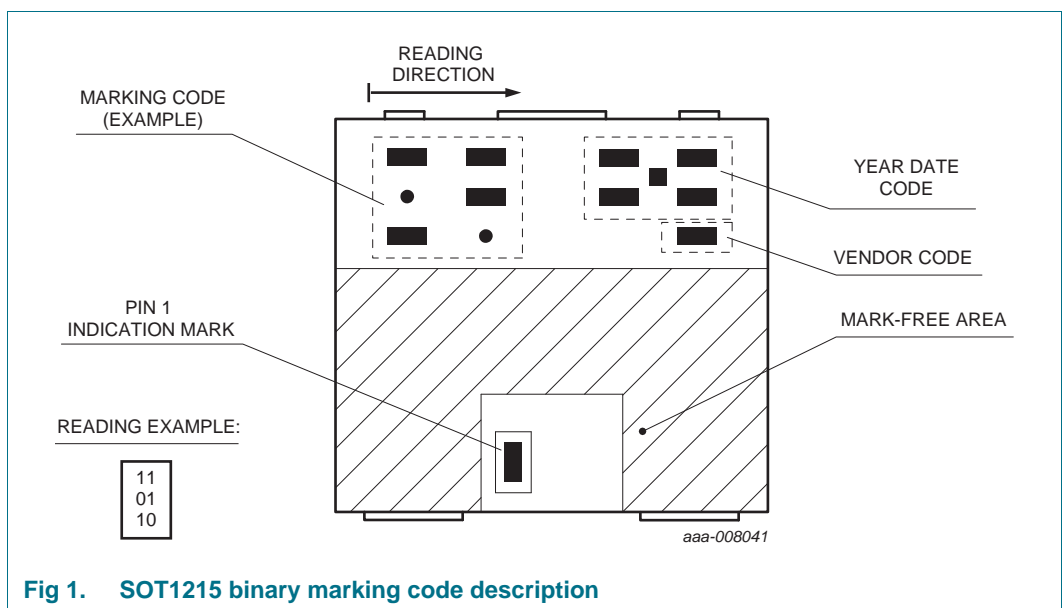 READING
DIRECTION
MARKING CODE
(EXAMPLE)
YEAR DATE
CODE
VENDOR CODE
PIN 1
INDICATION MARK
MARK-FREE AREA
READING EXAMPLE:
11
01
10
aaa-008041
Fig 1. SOT1215 binary marking code description